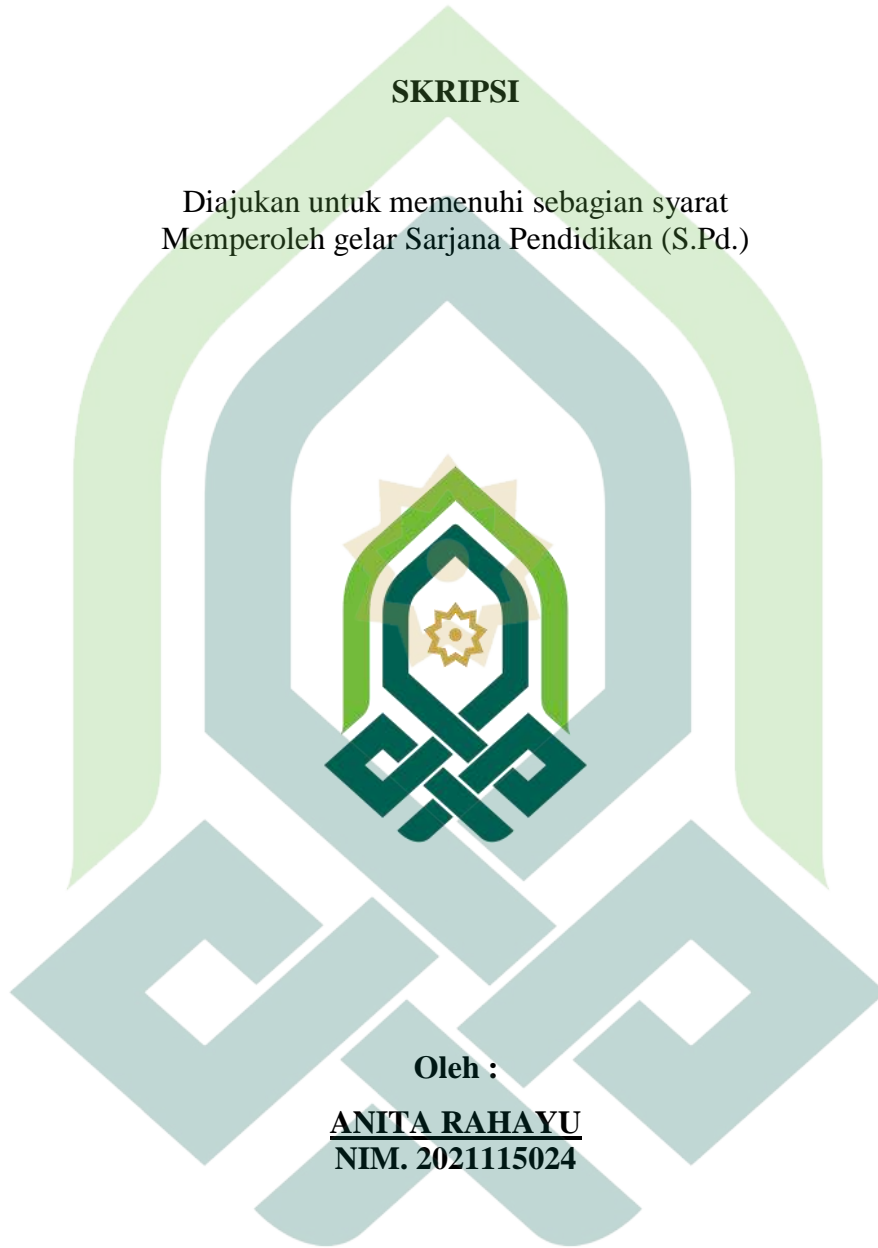 SKRIPSI
Diajukan untuk memenuhi sebagian syarat
Memperoleh gelar Sarjana Pendidikan (S.Pd.)
Oleh :
ANITA RAHAYU
NIM. 2021115024